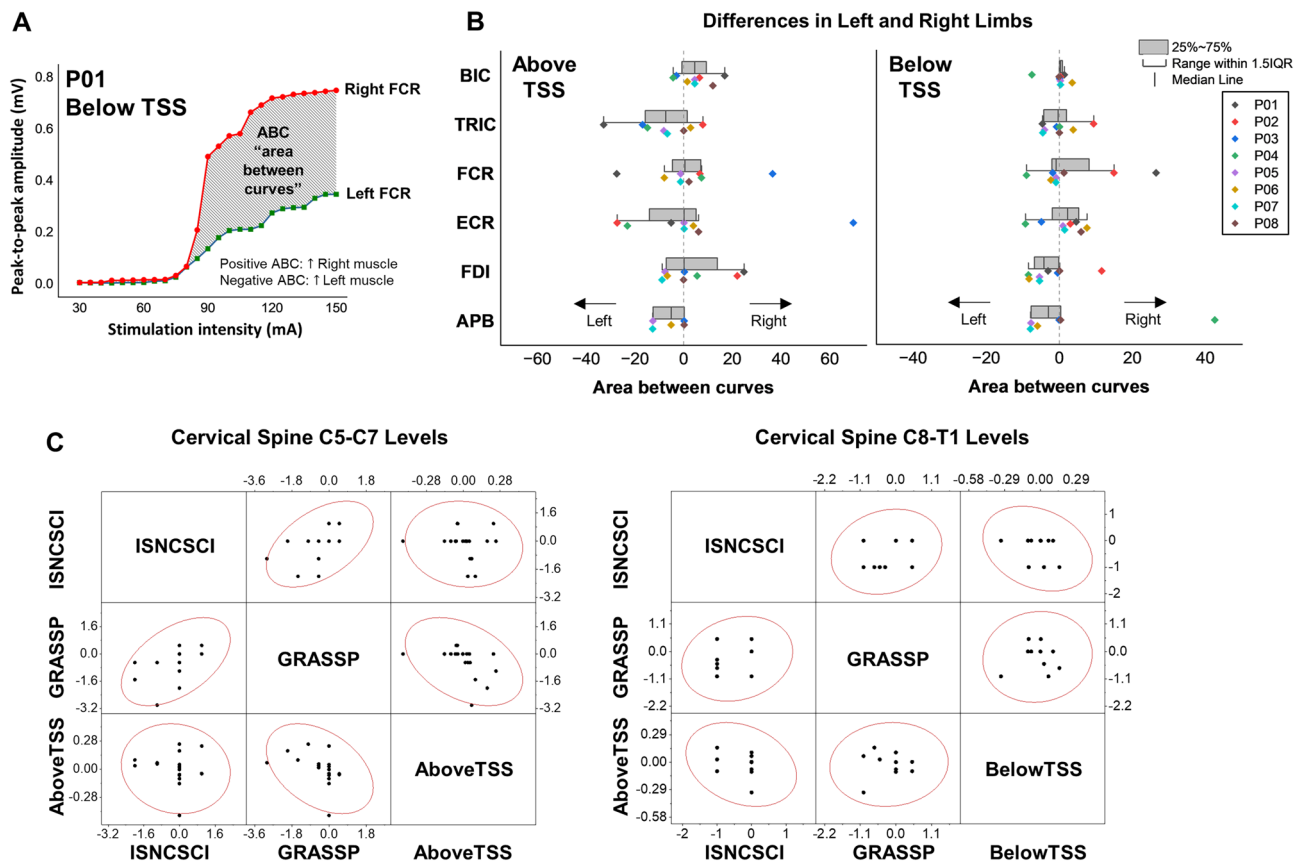 A
P01
Below TSS
Right FCR
ABC
“area
between
curves”
Left FCR
Positive ABC: ↑ Right muscle
Negative ABC: ↑ Left muscle
Peak-to-peak amplitude (mV)
0.8
0.6
0.4
0.2
0.0
30 60 90 120 150
Stimulation intensity (mA)
B
Differences in Left and Right Limbs
Above
TSS
BIC
TRIC
FCR
ECR
FDI
APB
Left
Right
−60 −40 −20 0 20 40 60
Area between curves
Below
TSS
Left
Right
−40 −20 0 20 40
Area between curves
25%~75%
Range within 1.5IQR
Median Line
P01
P02
P03
P04
P05
P06
P07
P08
C
Cervical Spine C5-C7 Levels
-3.6 -1.8 0.0 1.8 -0.28 0.00 0.28
ISNCSCI
ISNCSCI
1.6
0.0
-1.6
-3.2
GRASSP
1.6
0.0
-1.6
-3.2
GRASSP
1.6
0.0
-1.6
-3.2
AboveTSS
0.28
0.00
-0.28
AboveTSS
-3.2 -1.6 0.0 1.6 -3.6 -1.8 0.0 1.8
ISNCSCI GRASSP AboveTSS
Cervical Spine C8-T1 Levels
-2.2 -1.1 0.0 1.1 -0.58 -0.29 0.00 0.29
ISNCSCI
ISNCSCI
1
0
-1
-2
GRASSP
1.1
0.0
-1.1
-2.2
GRASSP
1.1
0.0
-1.1
-2.2
AboveTSS
0.29
0.00
-0.29
-0.58
BelowTSS
-2 -1 0 1 -2.2 -1.1 0.0 1.1
ISNCSCI GRASSP BelowTSS